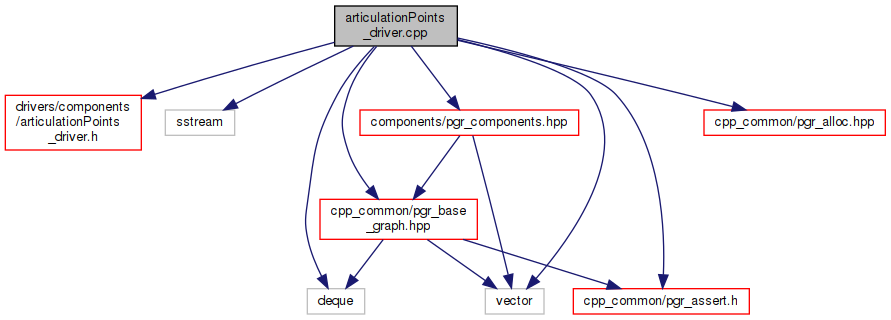 articulationPoints
_driver.cpp
drivers/components
/articulationPoints
_driver.h
sstream
components/pgr_components.hpp
cpp_common/pgr_alloc.hpp
cpp_common/pgr_base
_graph.hpp
deque
vector
cpp_common/pgr_assert.h